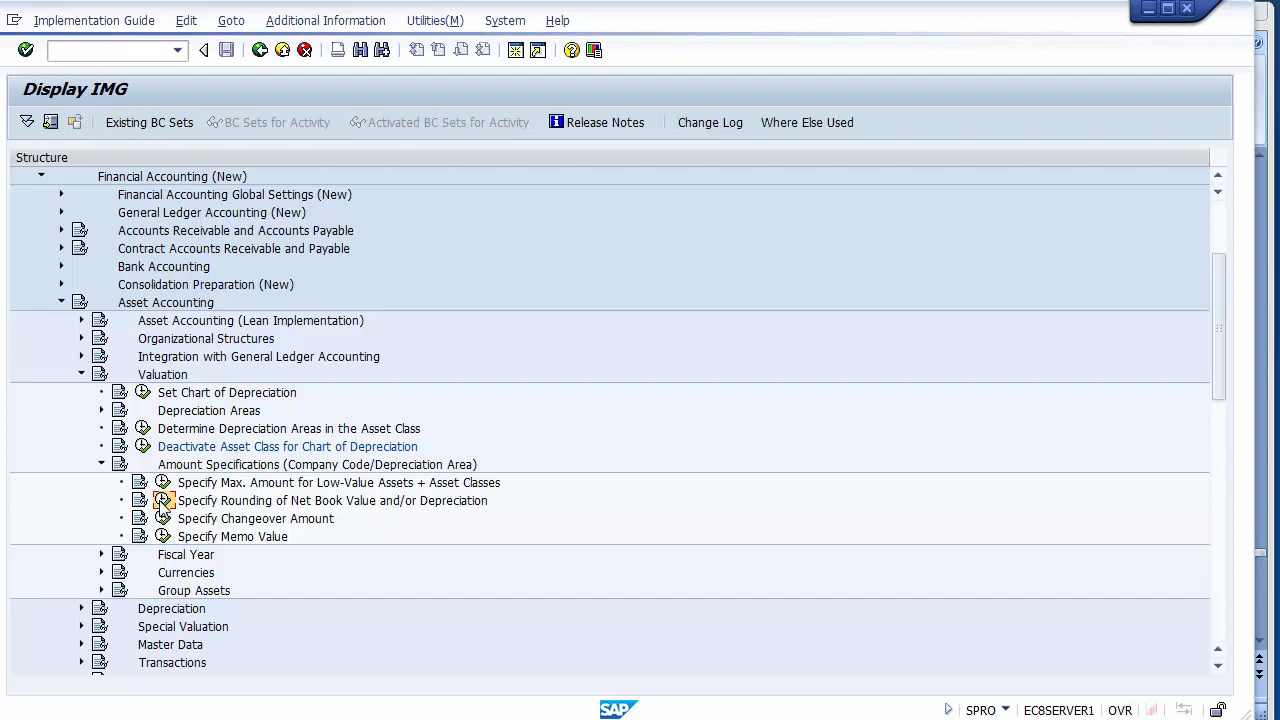 Implementation Guide Edit Goto Additional Information Utilities(M) System Help
Display IMG
Existing BC Sets BC Sets for Activity Activated BC Sets for Activity Release Notes Change Log Where Else Used
Structure
Financial Accounting (New)
Financial Accounting Global Settings (New)
General Ledger Accounting (New)
Accounts Receivable and Accounts Payable
Contract Accounts Receivable and Payable
Bank Accounting
Consolidation Preparation (New)
Asset Accounting
Asset Accounting (Lean Implementation)
Organizational Structures
Integration with General Ledger Accounting
Valuation
Set Chart of Depreciation
Depreciation Areas
Determine Depreciation Areas in the Asset Class
Deactivate Asset Class for Chart of Depreciation
Amount Specifications (Company Code/Depreciation Area)
Specify Max. Amount for Low-Value Assets + Asset Classes
Specify Rounding of Net Book Value and/or Depreciation
Specify Changeover Amount
Specify Memo Value
Fiscal Year
Currencies
Group Assets
Depreciation
Special Valuation
Master Data
Transactions
SAP SPRO ECGSERVER1 OVR